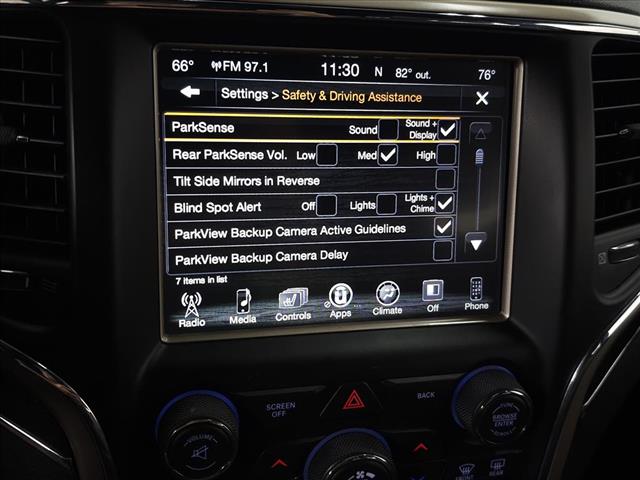 66° FM 97.1 11:30 N 82° out. 76°
Settings > Safety & Driving Assistance
ParkSense Sound Sound + Display
Rear ParkSense Vol. Low Med High
Tilt Side Mirrors in Reverse
Blind Spot Alert Off Lights Lights + Chime
ParkView Backup Camera Active Guidelines
ParkView Backup Camera Delay
7 items in list
Radio Media Controls Apps Climate Off Phone
SCREEN OFF
BACK
VOLUME
TUNE
BROWSE
ENTER
SCROLL
FRONT
REAR